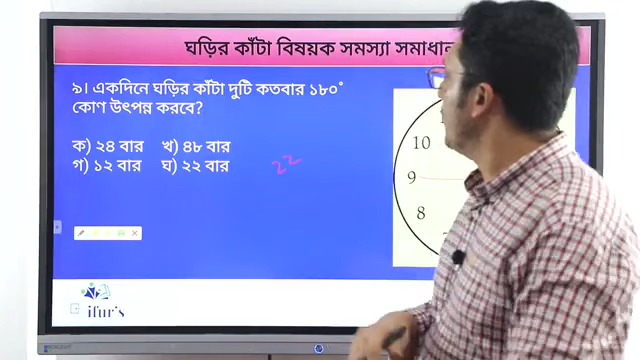 ঘড়ির কাঁটা বিষয়ক সমস্যা সমাধান
৯। একদিনে ঘড়ির কাঁটা দুটি কতবার ১৮০°
কোণ উৎপন্ন করবে?
ক) ২৪ বার খ) ৪৮ বার
গ) ১২ বার ঘ) ২২ বার
২২
10
9
8
ifur's